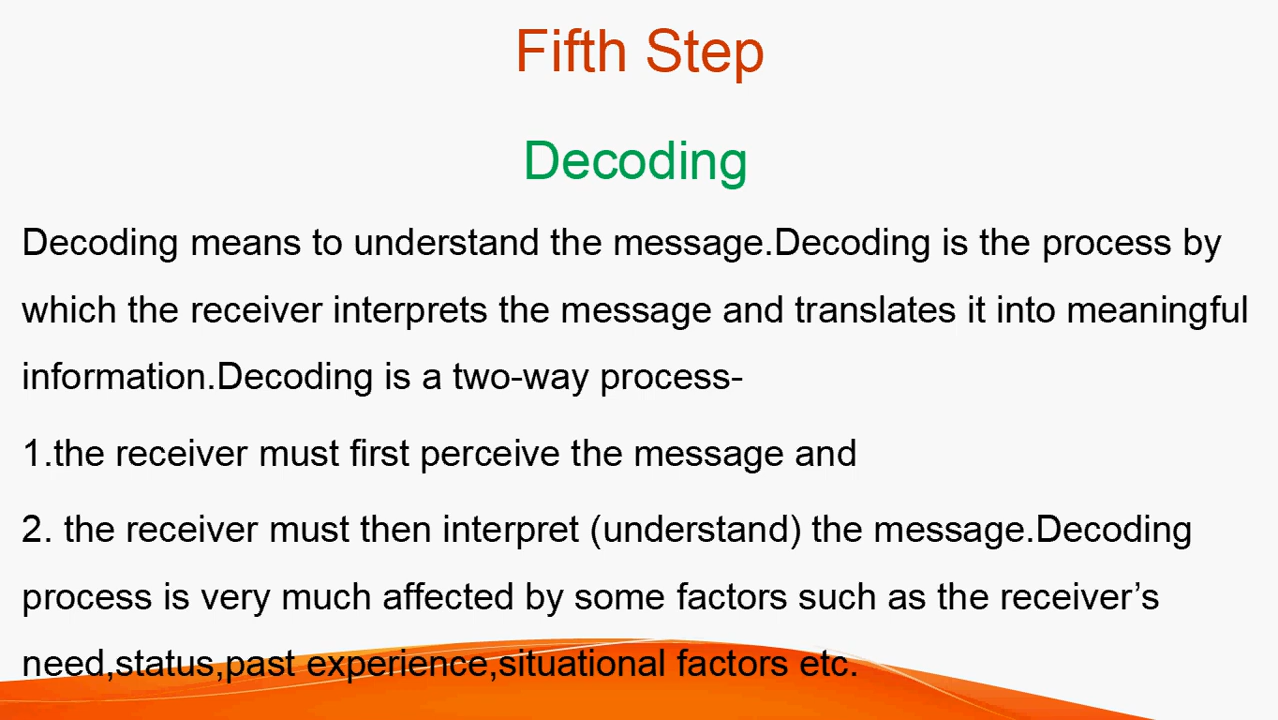 Fifth Step
Decoding
Decoding means to understand the message.Decoding is the process by
which the receiver interprets the message and translates it into meaningful
information.Decoding is a two-way process-
1.the receiver must first perceive the message and
2. the receiver must then interpret (understand) the message.Decoding
process is very much affected by some factors such as the receiver’s
need,status,past experience,situational factors etc.